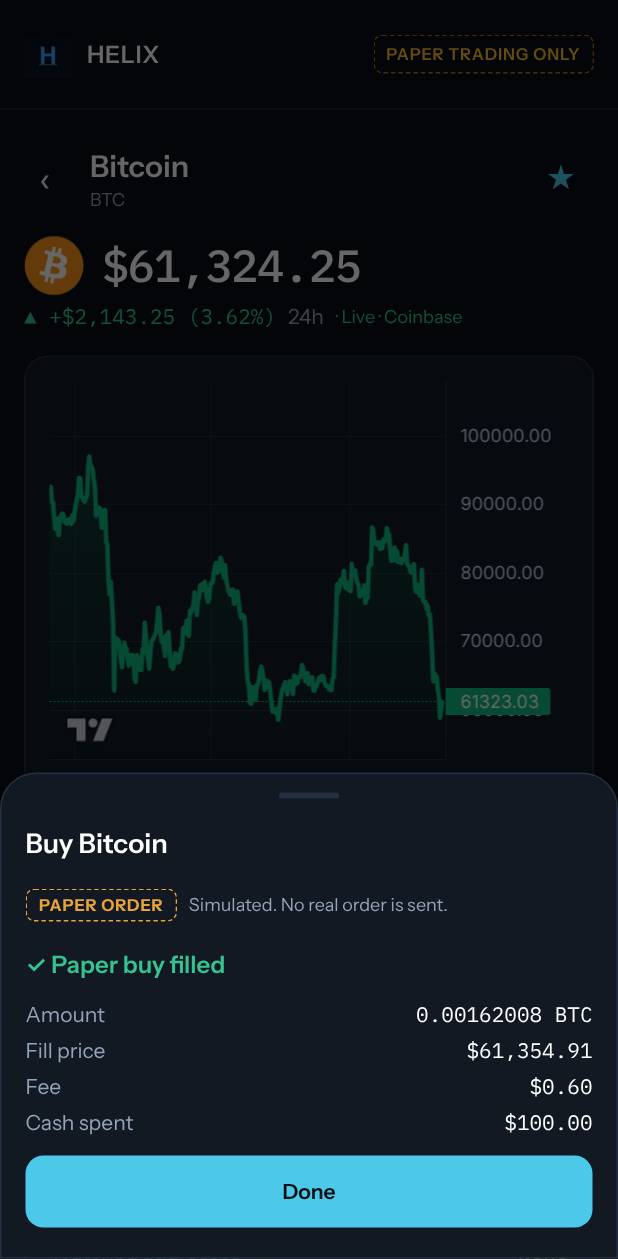 H HELIX PAPER TRADING ONLY
‹ Bitcoin ★
BTC
$61,324.25
▲ +$2,143.25 (3.62%) 24h · Live · Coinbase
100000.00
90000.00
80000.00
70000.00
61323.03
Buy Bitcoin
PAPER ORDER Simulated. No real order is sent.
✓ Paper buy filled
Amount 0.00162008 BTC
Fill price $61,354.91
Fee $0.60
Cash spent $100.00
Done